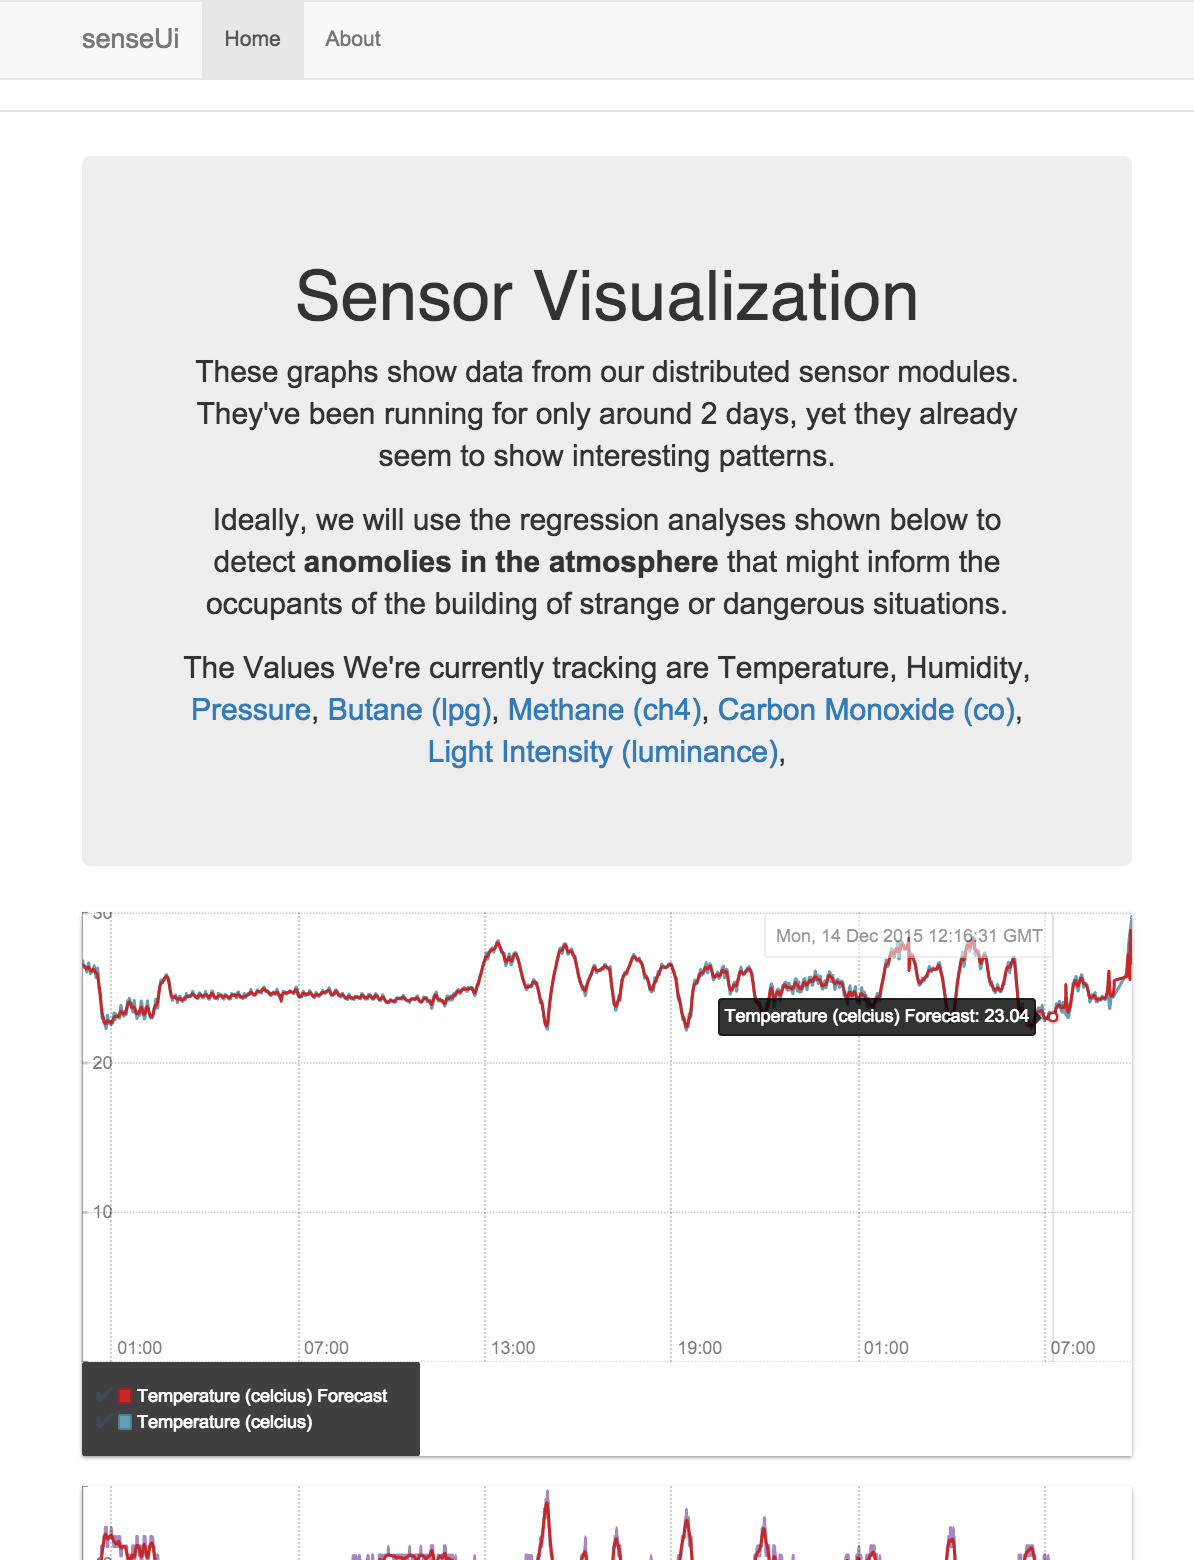 senseUi Home About
Sensor Visualization
These graphs show data from our distributed sensor modules.
They've been running for only around 2 days, yet they already
seem to show interesting patterns.
Ideally, we will use the regression analyses shown below to
detect anomolies in the atmosphere that might inform the
occupants of the building of strange or dangerous situations.
The Values We're currently tracking are Temperature, Humidity,
Pressure, Butane (lpg), Methane (ch4), Carbon Monoxide (co),
Light Intensity (luminance),
30
Mon, 14 Dec 2015 12:16:31 GMT
Temperature (celcius) Forecast: 23.04
20
10
01:00 07:00 13:00 19:00 01:00 07:00
Temperature (celcius) Forecast
Temperature (celcius)